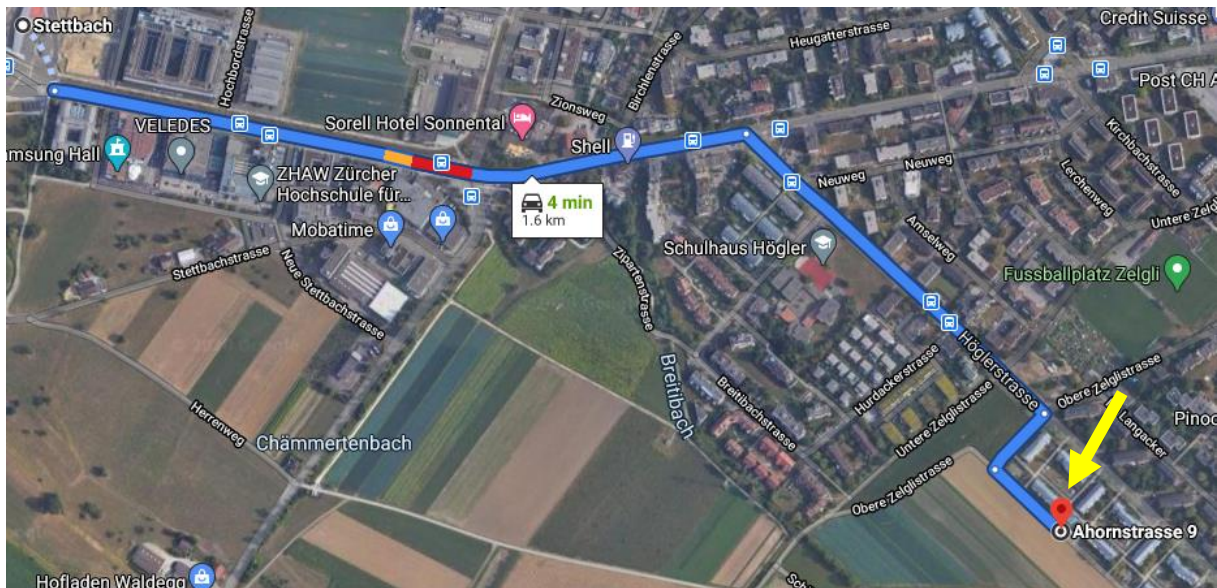 Stettbach
Credit Suisse
Heugatterstrasse
Hochbordstrasse
Birchlenstrasse
Post CH A
Zionsweg
Sorell Hotel Sonnental
VELEDES
Shell
Kirchbachstrasse
amsung Hall
Neuweg
Neuweg
ZHAW Zürcher
Hochschule für...
Lerchenweg
4 min
1.6 km
Untere Zelgl
Mobatime
Amselweg
Schulhaus Högler
Stettbachstrasse
Zipartenstrasse
Fussballplatz Zelgli
Neue Stettbachstrasse
Höglerstrasse
Hurdackerstrasse
Breitibach
Obere Zelglistrasse
Breitibachstrasse
Untere Zelglistrasse
Langacker
Pinoc
Herrenweg
Chämmertenbach
Obere Zelglistrasse
Ahornstrasse 9
Hofladen Waldegg